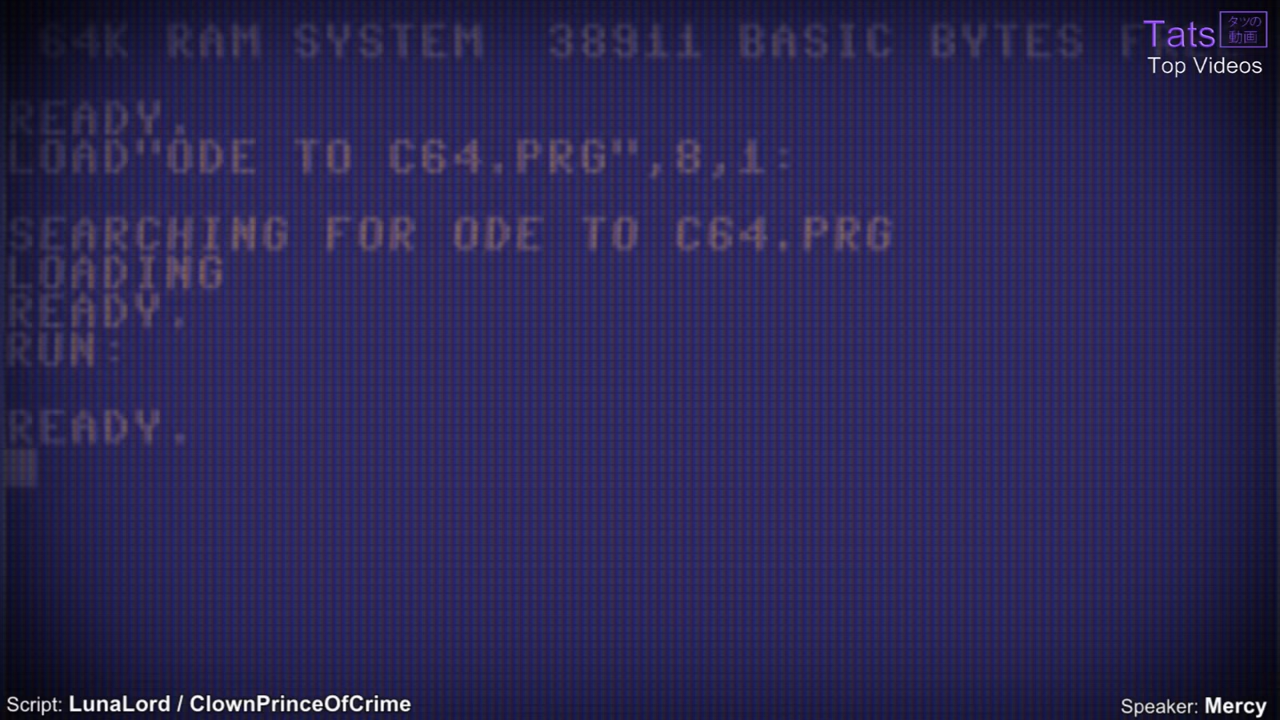 64K RAM SYSTEM 38911 BASIC BYTES
READY.
LOAD"ODE TO C64.PRG",8,1:
SEARCHING FOR ODE TO C64.PRG
LOADING
READY.
RUN:
READY.
Tats タツの動画
Top Videos
Script: LunaLord / ClownPrinceOfCrime
Speaker: Mercy